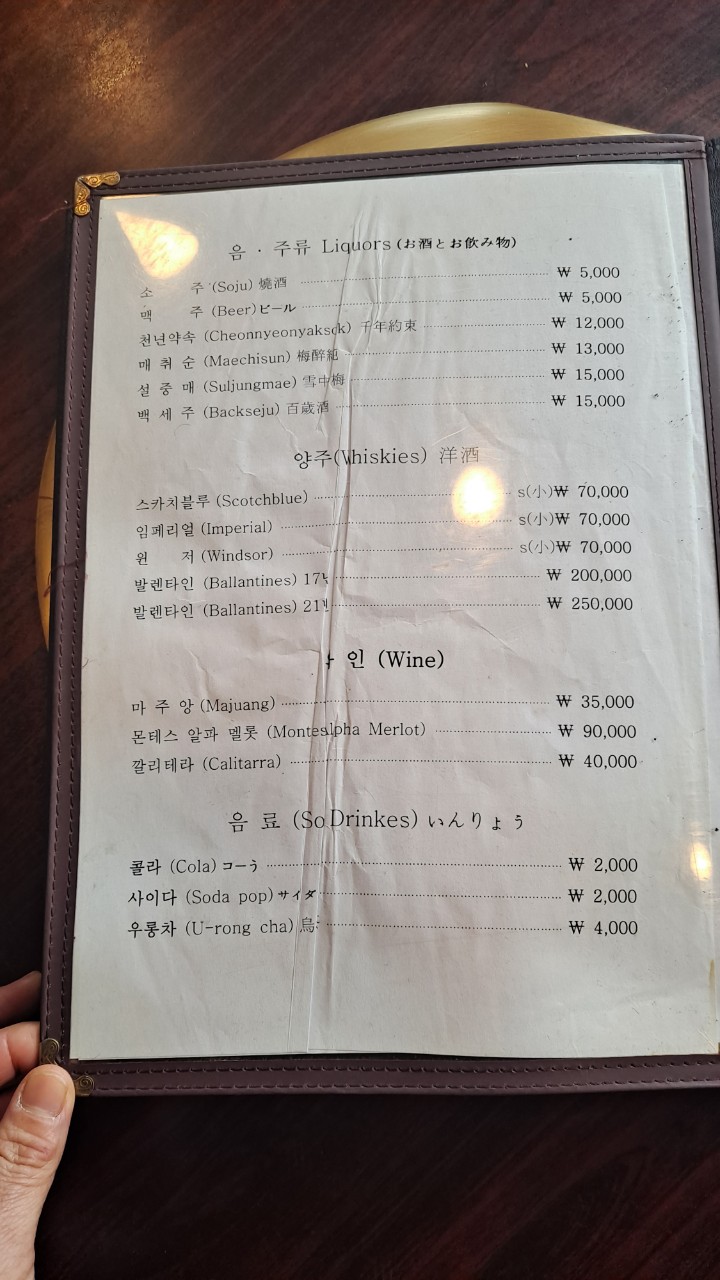 음 · 주류 Liquors (お酒とお飲み物)
소 주 (Soju) 燒酒 ₩ 5,000
맥 주 (Beer) ビール ₩ 5,000
천년약속 (Cheonnyeonyaksok) 千年約束 ₩ 12,000
매 취 순 (Maechisun) 梅醉純 ₩ 13,000
설 중 매 (Suljungmae) 雪中梅 ₩ 15,000
백 세 주 (Backseju) 百歲酒 ₩ 15,000
양주(Whiskies) 洋酒
스카치블루 (Scotchblue) s(小)₩ 70,000
임페리얼 (Imperial) s(小)₩ 70,000
윈 저 (Windsor) s(小)₩ 70,000
발렌타인 (Ballantines) 17 ₩ 200,000
발렌타인 (Ballantines) 21 ₩ 250,000
인 (Wine)
마 주 앙 (Majuang) ₩ 35,000
몬테스 알파 멜롯 (Montesalpha Merlot) ₩ 90,000
깔리테라 (Calitarra) ₩ 40,000
음 료 (So Drinkes) いんりょう
콜라 (Cola) コーう ₩ 2,000
사이다 (Soda pop) サイダ ₩ 2,000
우롱차 (U-rong cha) 烏 ₩ 4,000